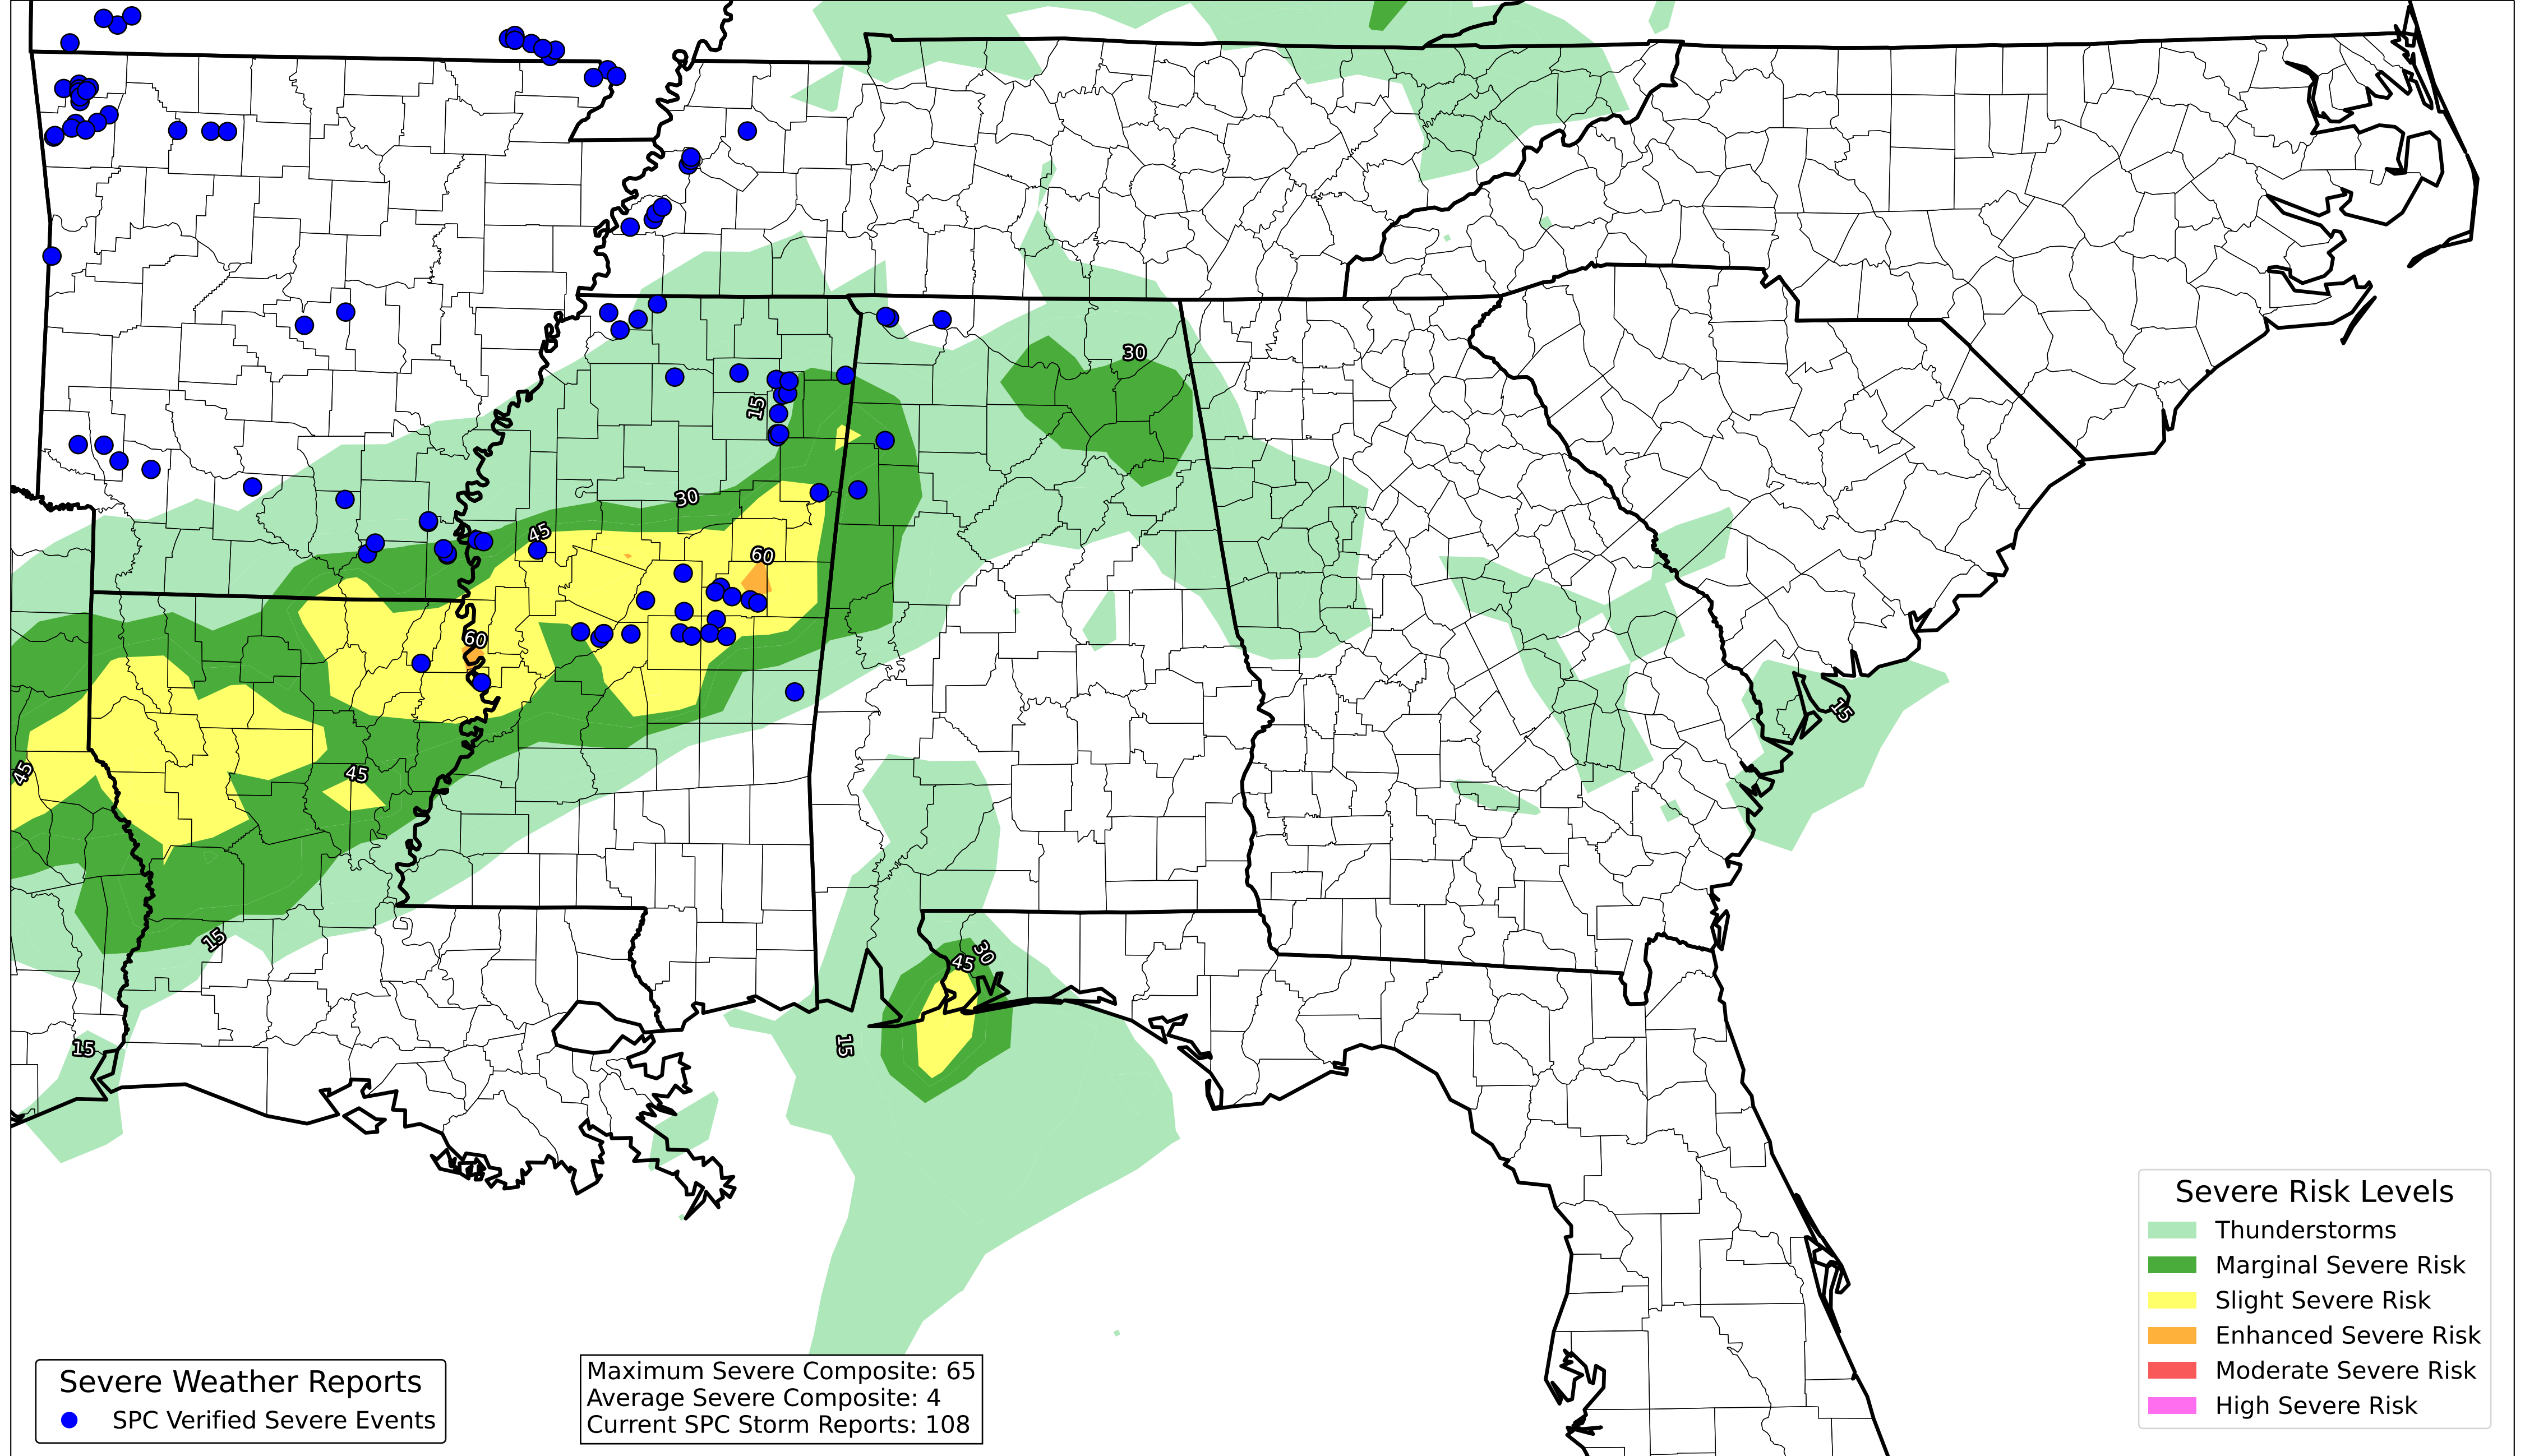 30
15
30
45
60
60
15
45
45
15
30
45
15
15
Severe Risk Levels
Thunderstorms
Marginal Severe Risk
Slight Severe Risk
Enhanced Severe Risk
Moderate Severe Risk
High Severe Risk
Severe Weather Reports
SPC Verified Severe Events
Maximum Severe Composite: 65
Average Severe Composite: 4
Current SPC Storm Reports: 108